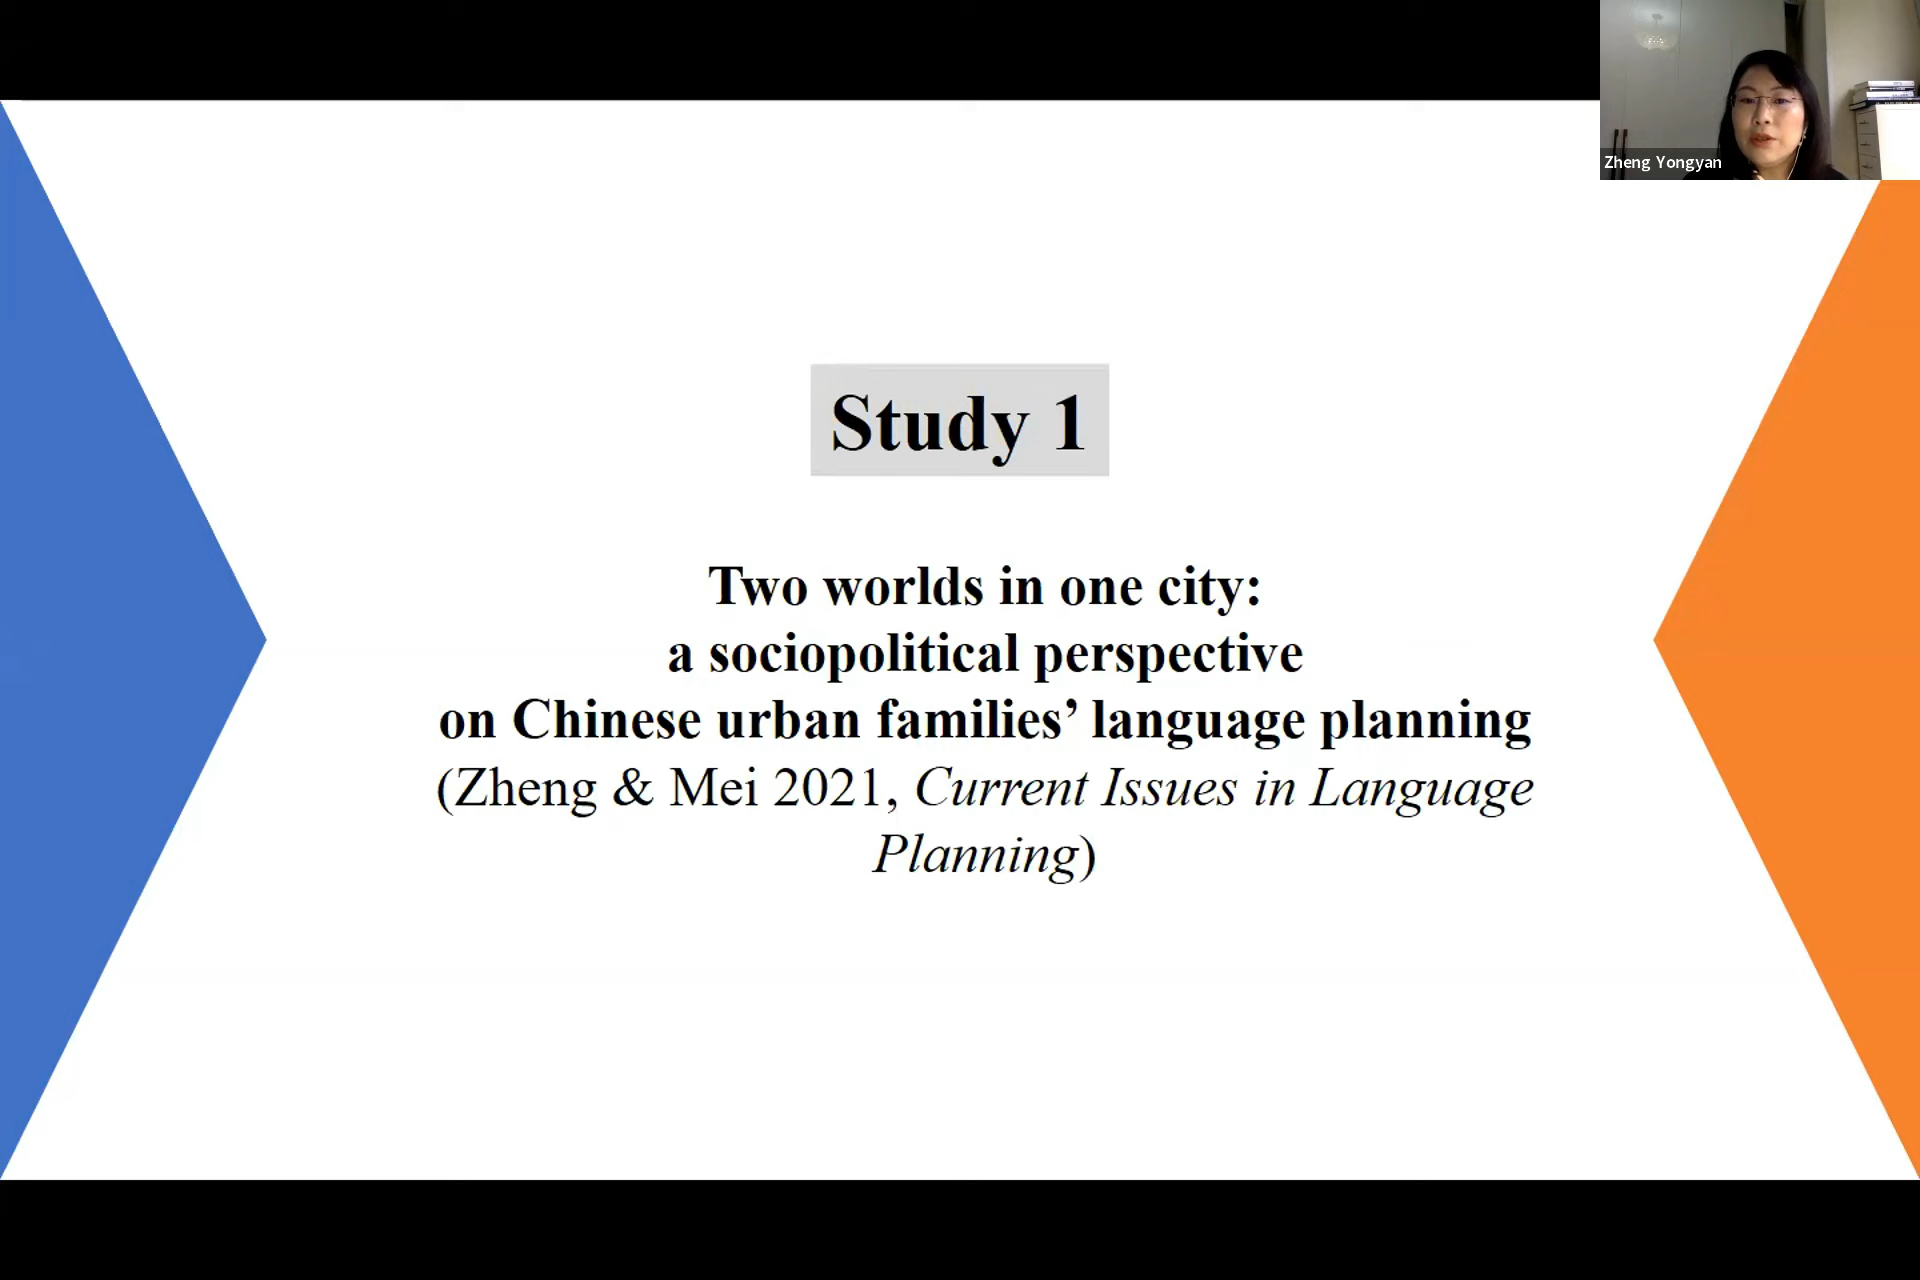 Zheng Yongyan
Study 1
Two worlds in one city:
a sociopolitical perspective
on Chinese urban families’ language planning
(Zheng & Mei 2021, Current Issues in Language
Planning)